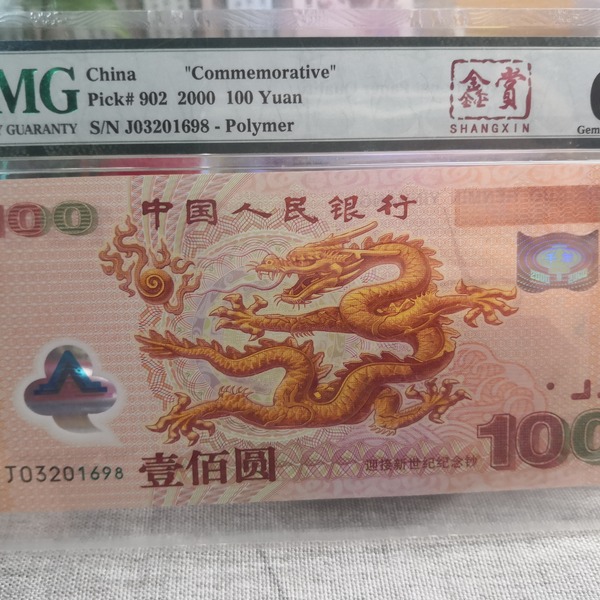 MG
China "Commemorative"
Pick# 902 2000 100 Yuan
S/N J03201698 - Polymer
Y GUARANTY
鑫赏
SHANGXIN
Gem
100
中国人民银行
J03201698
壹佰圆
迎接新世纪纪念钞
100